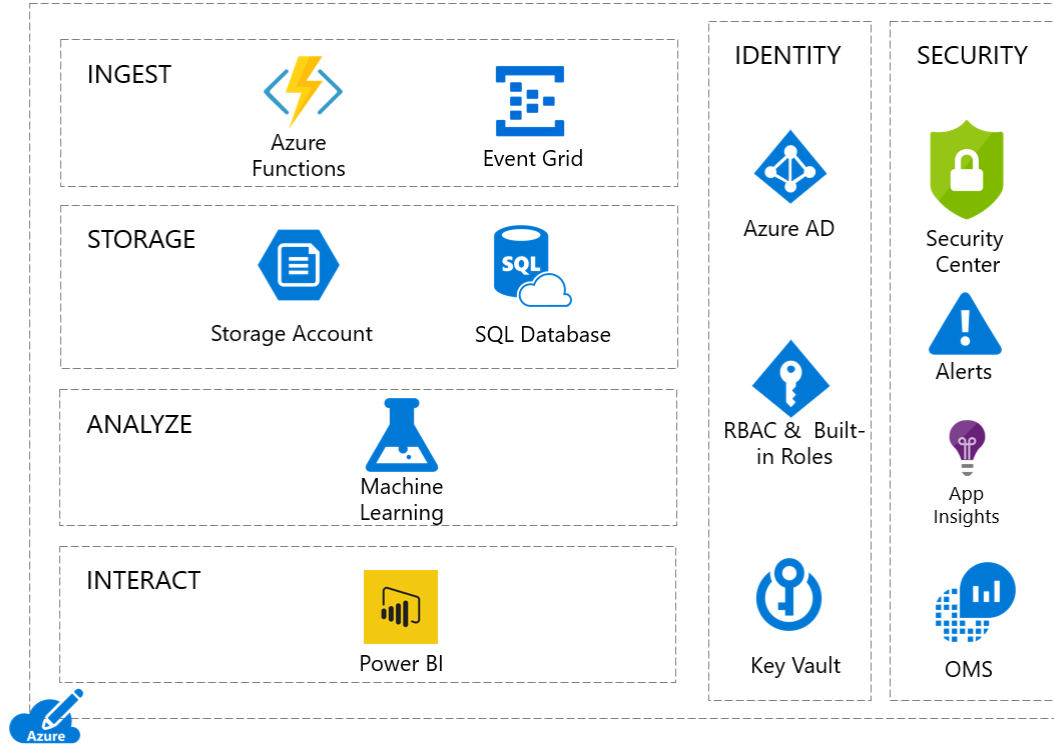 INGEST
Azure
Functions
Event Grid
STORAGE
Storage Account
SQL
SQL Database
ANALYZE
Machine
Learning
INTERACT
Power BI
IDENTITY
Azure AD
RBAC & Built-
in Roles
Key Vault
SECURITY
Security
Center
Alerts
App
Insights
OMS
Azure